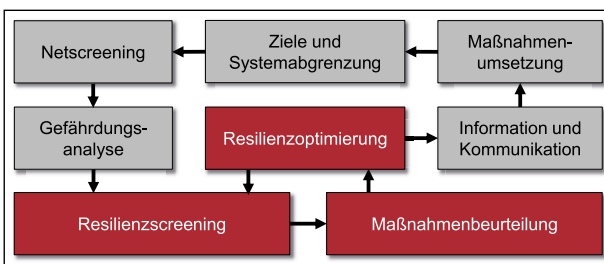 Netscreening
Ziele und
Systemabgrenzung
Maßnahmen-
umsetzung
Gefährdungs-
analyse
Resilienzoptimierung
Information und
Kommunikation
Resilienzscreening
Maßnahmenbeurteilung